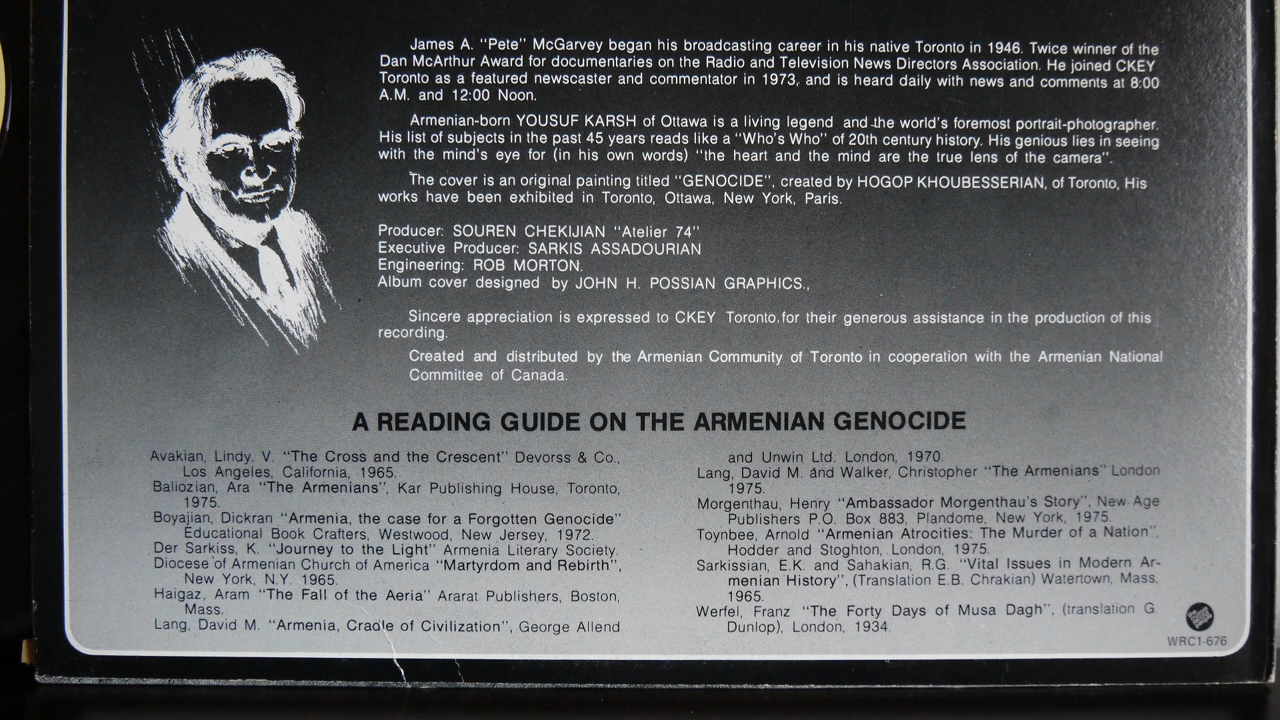 James A. "Pete" McGarvey began his broadcasting career in his native Toronto in 1946. Twice winner of the
Dan McArthur Award for documentaries on the Radio and Television News Directors Association. He joined CKEY
Toronto as a featured newscaster and commentator in 1973, and is heard daily with news and comments at 8:00
A.M. and 12:00 Noon.
Armenian-born YOUSUF KARSH of Ottawa is a living legend and the world's foremost portrait-photographer.
His list of subjects in the past 45 years reads like a "Who's Who" of 20th century history. His genious lies in seeing
with the mind's eye for (in his own words) "the heart and the mind are the true lens of the camera".
The cover is an original painting titled "GENOCIDE", created by HOGOP KHOUBESSERIAN, of Toronto, His
works have been exhibited in Toronto, Ottawa, New York, Paris.
Producer: SOUREN CHEKIJIAN "Atelier 74"
Executive Producer: SARKIS ASSADOURIAN
Engineering: ROB MORTON.
Album cover designed by JOHN H. POSSIAN GRAPHICS.,
Sincere appreciation is expressed to CKEY Toronto, for their generous assistance in the production of this
recording.
Created and distributed by the Armenian Community of Toronto in cooperation with the Armenian National
Committee of Canada.
A READING GUIDE ON THE ARMENIAN GENOCIDE
Avakian, Lindy. V. "The Cross and the Crescent" Devorss & Co.,
Los Angeles, California, 1965.
Baliozian, Ara "The Armenians", Kar Publishing House, Toronto,
1975.
Boyajian, Dickran "Armenia, the case for a Forgotten Genocide"
Educational Book Crafters, Westwood, New Jersey, 1972.
Der Sarkiss, K. "Journey to the Light" Armenia Literary Society.
Diocese of Armenian Church of America "Martyrdom and Rebirth",
New York, N.Y. 1965.
Haigaz, Aram "The Fall of the Aeria" Ararat Publishers, Boston,
Mass.
Lang, David M. "Armenia, Cradle of Civilization", George Allend
and Unwin Ltd. London, 1970.
Lang, David M. and Walker, Christopher "The Armenians" London
1975.
Morgenthau, Henry "Ambassador Morgenthau's Story", New Age
Publishers P.O. Box 883, Plandome, New York, 1975.
Toynbee, Arnold "Armenian Atrocities: The Murder of a Nation",
Hodder and Stoghton, London, 1975.
Sarkissian, E.K. and Sahakian, R.G. "Vital Issues in Modern Ar-
menian History", (Translation E.B. Chrakian) Watertown, Mass.
1965.
Werfel, Franz "The Forty Days of Musa Dagh", (translation G.
Dunlop), London, 1934.
WRC1-676